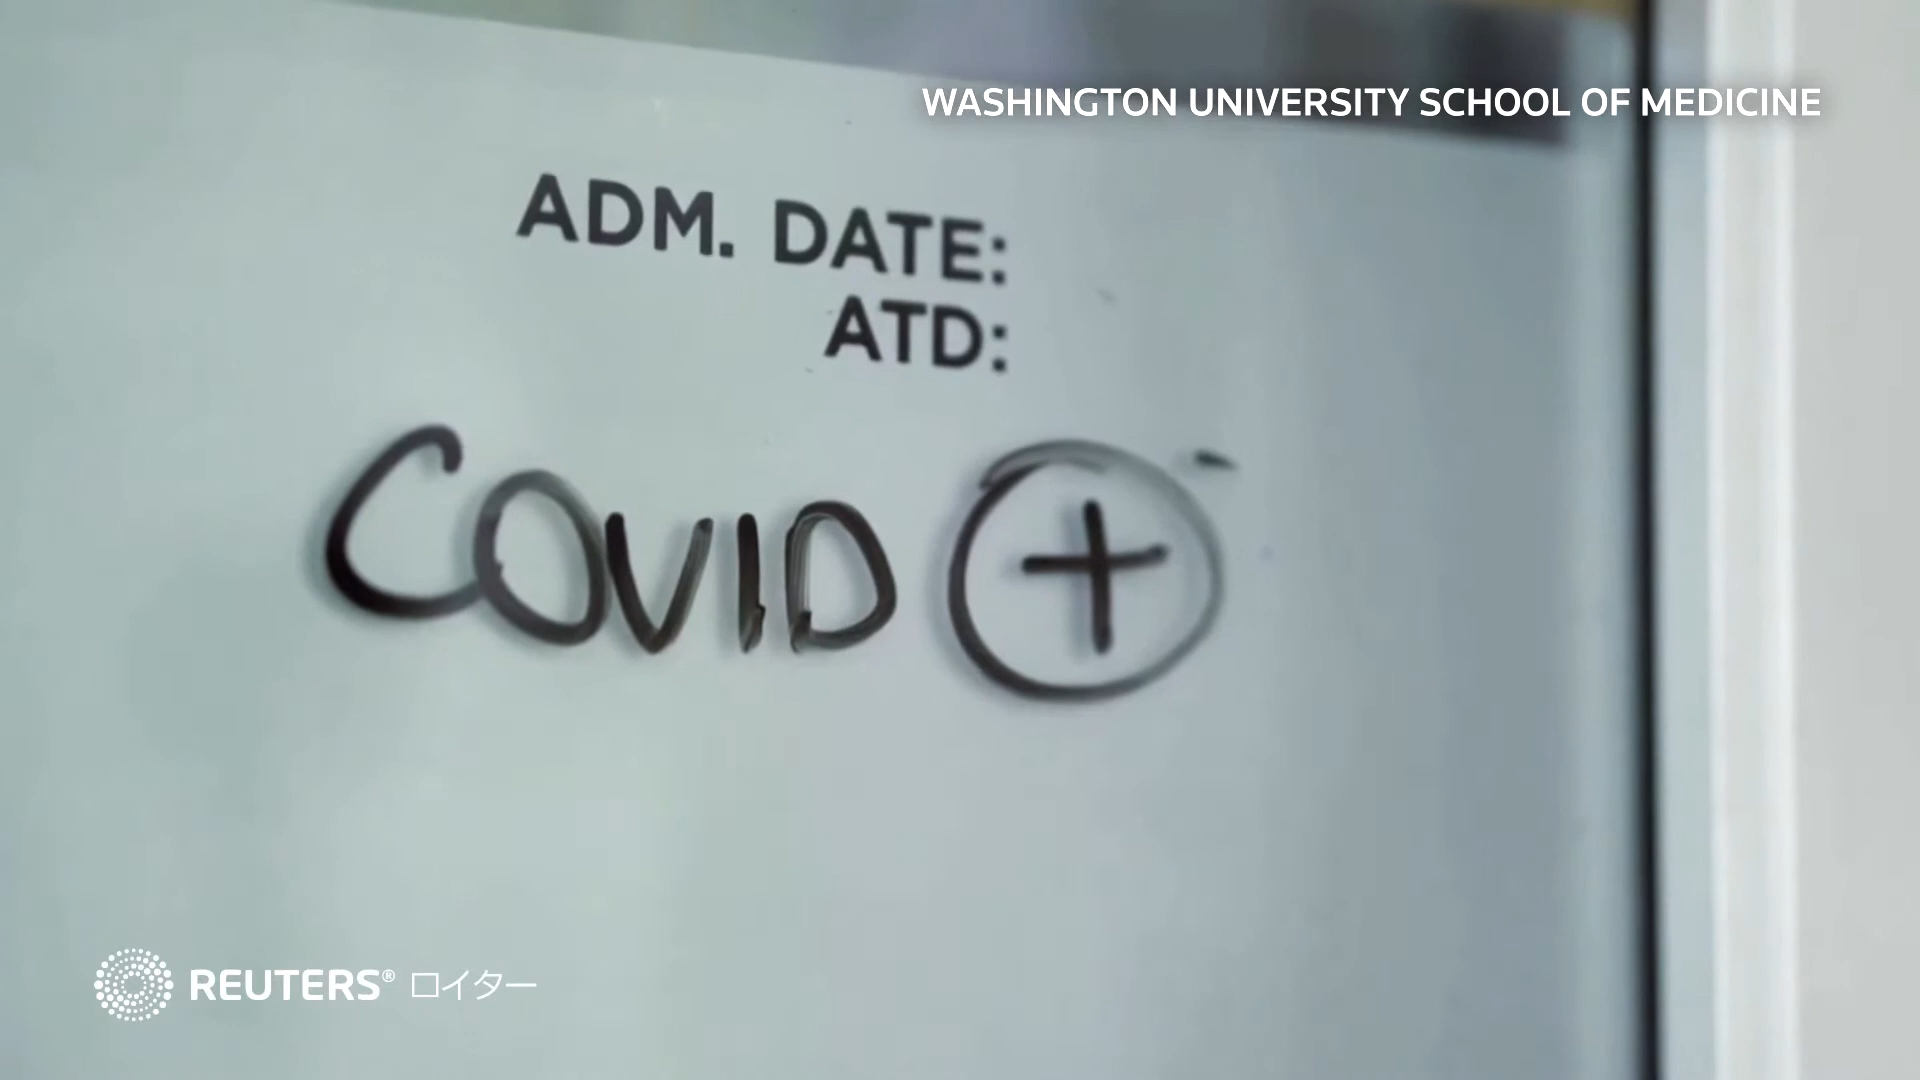 WASHINGTON UNIVERSITY SCHOOL OF MEDICINE
ADM. DATE:
ATD:
COVID +
REUTERS® ロイター